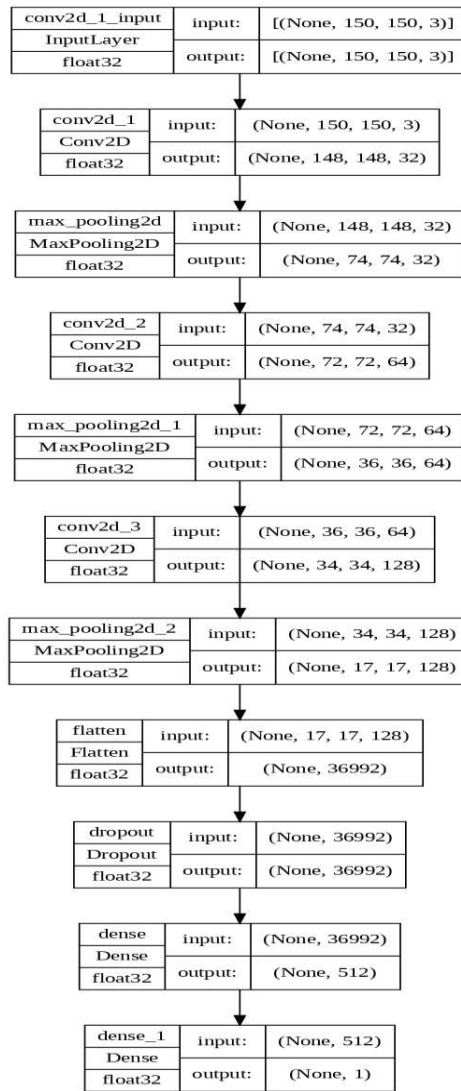 conv2d_1_input
InputLayer
float32
input:
[(None, 150, 150, 3)]
output:
[(None, 150, 150, 3)]
conv2d_1
Conv2D
float32
input:
(None, 150, 150, 3)
output:
(None, 148, 148, 32)
max_pooling2d
MaxPooling2D
float32
input:
(None, 148, 148, 32)
output:
(None, 74, 74, 32)
conv2d_2
Conv2D
float32
input:
(None, 74, 74, 32)
output:
(None, 72, 72, 64)
max_pooling2d_1
MaxPooling2D
float32
input:
(None, 72, 72, 64)
output:
(None, 36, 36, 64)
conv2d_3
Conv2D
float32
input:
(None, 36, 36, 64)
output:
(None, 34, 34, 128)
max_pooling2d_2
MaxPooling2D
float32
input:
(None, 34, 34, 128)
output:
(None, 17, 17, 128)
flatten
Flatten
float32
input:
(None, 17, 17, 128)
output:
(None, 36992)
dropout
Dropout
float32
input:
(None, 36992)
output:
(None, 36992)
dense
Dense
float32
input:
(None, 36992)
output:
(None, 512)
dense_1
Dense
float32
input:
(None, 512)
output:
(None, 1)